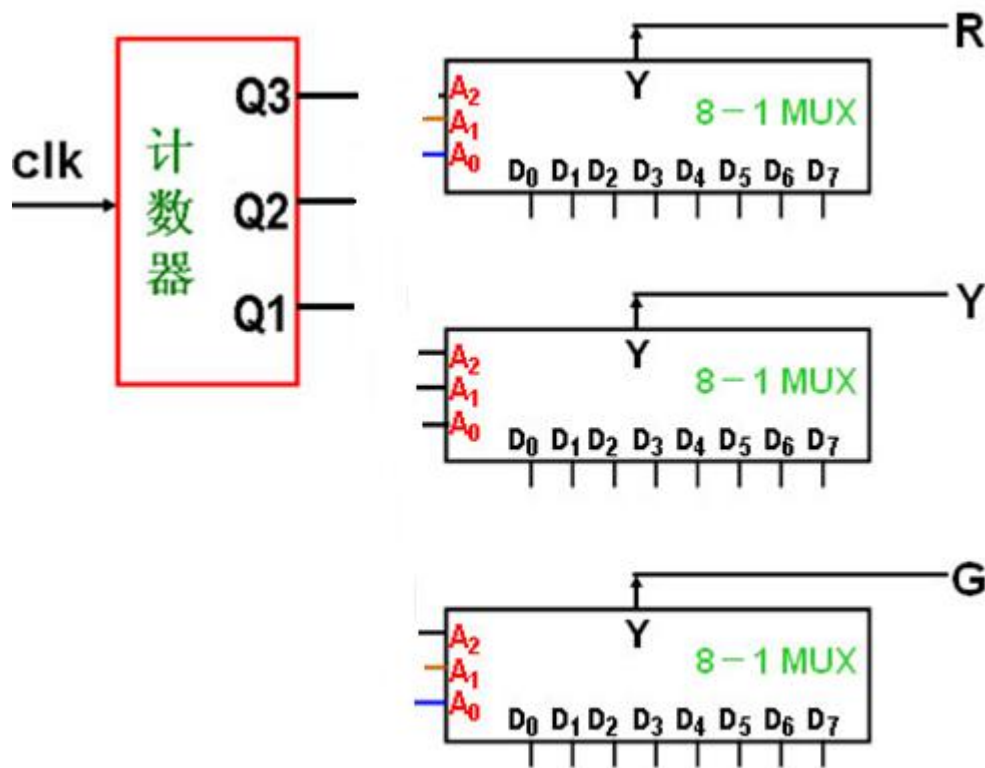 clk
计数器
Q3
Q2
Q1
R
Y
A2
A1
A0
8-1 MUX
D0 D1 D2 D3 D4 D5 D6 D7
Y
Y
A2
A1
A0
8-1 MUX
D0 D1 D2 D3 D4 D5 D6 D7
G
Y
A2
A1
A0
8-1 MUX
D0 D1 D2 D3 D4 D5 D6 D7